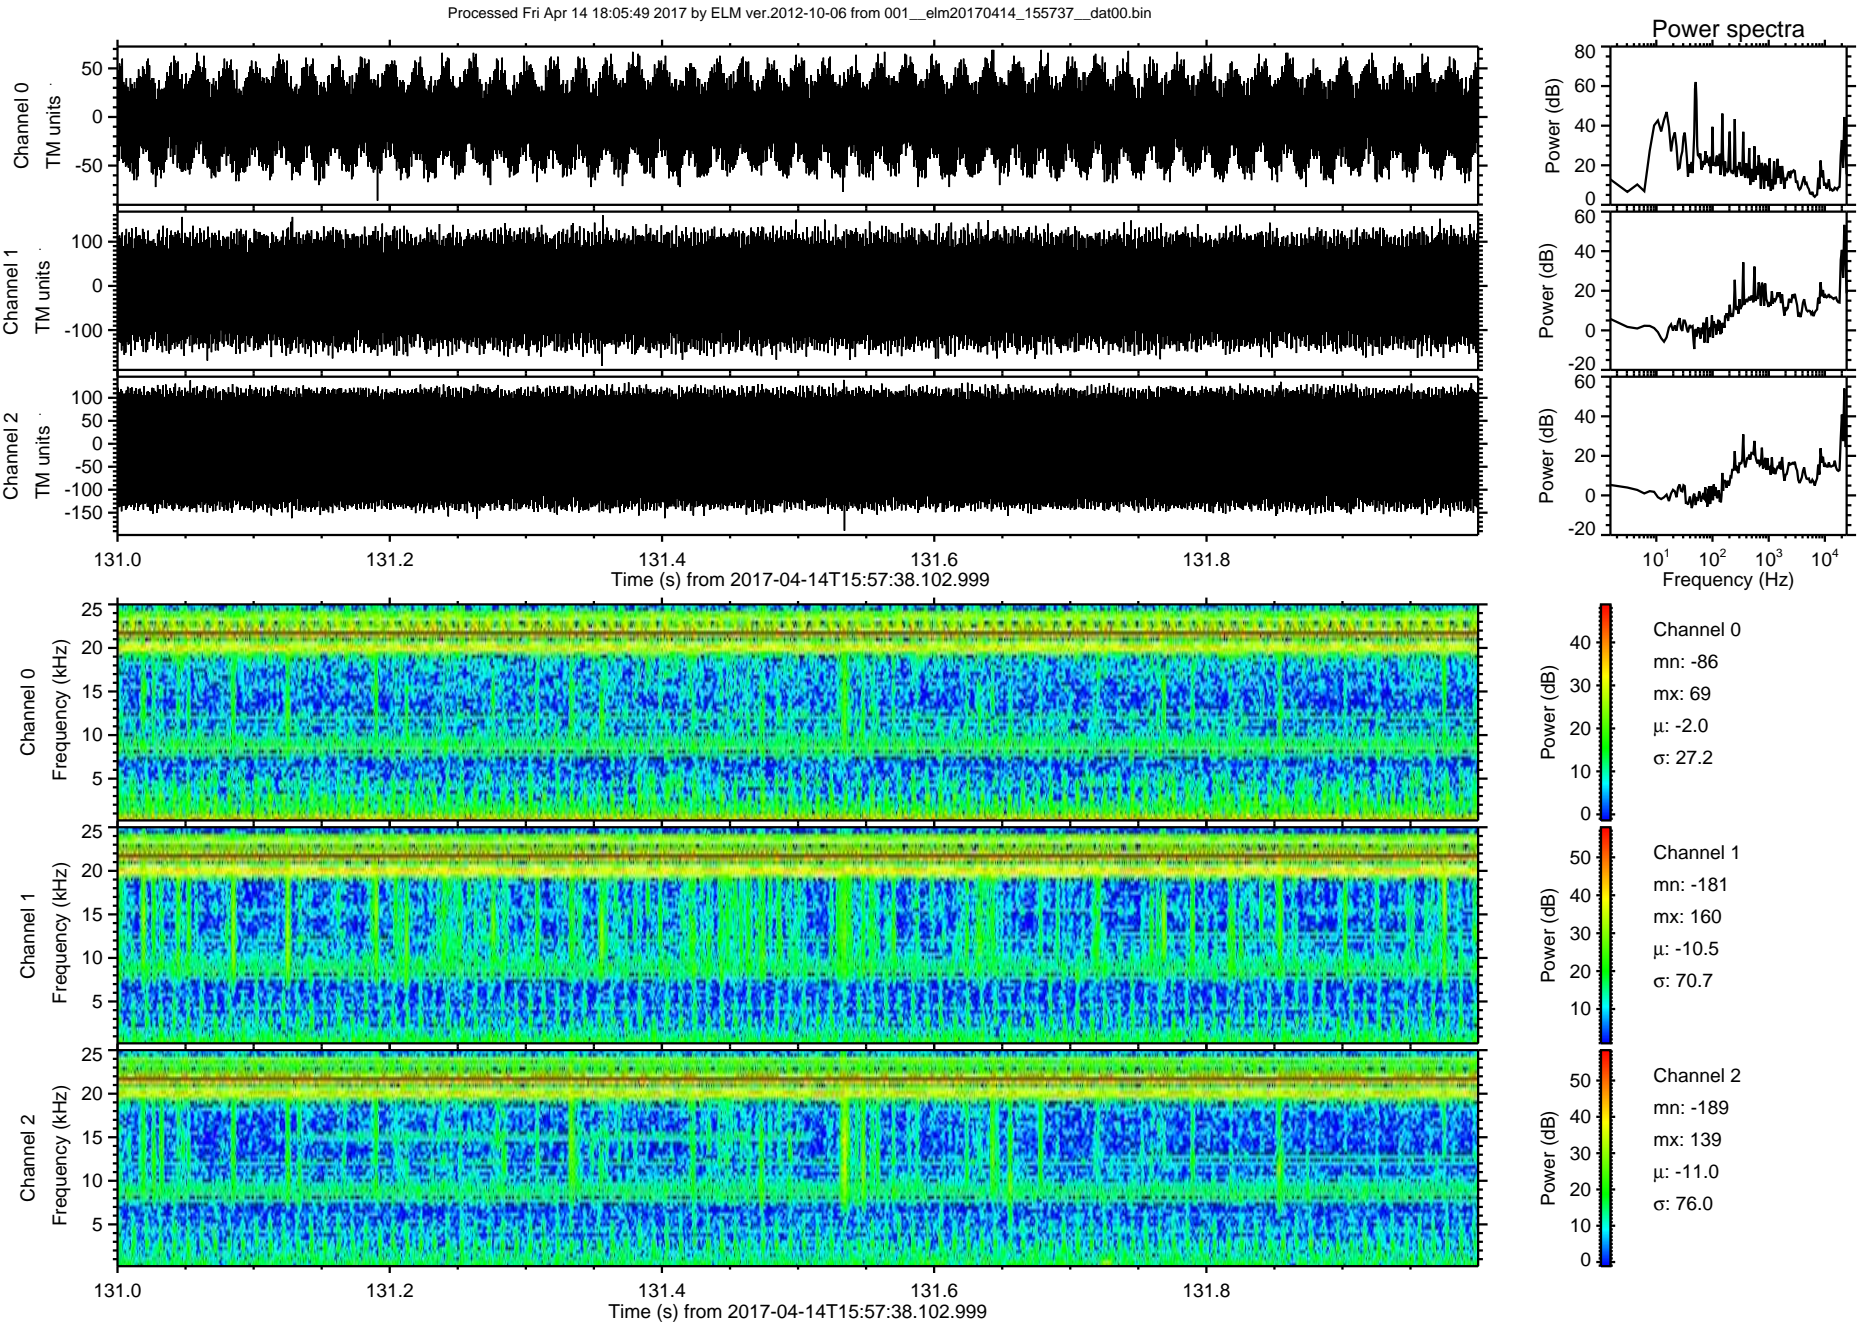 Processed Fri Apr 14 18:05:49 2017 by ELM ver.2012-10-06 from 001__elm20170414_155737__dat00.bin
Power spectra
Channel 0
TM units
50
0
-50
Power (dB)
80
60
40
20
0
Channel 1
TM units
100
0
-100
Power (dB)
60
40
20
0
-20
Channel 2
TM units
100
50
0
-50
-100
-150
Power (dB)
60
40
20
0
-20
131.0 131.2 131.4 131.6 131.8
Time (s) from 2017-04-14T15:57:38.102.999
10¹ 10² 10³ 10⁴
Frequency (Hz)
Channel 0
Frequency (kHz)
25
20
15
10
5
Power (dB)
40
30
20
10
0
Channel 0
mn: -86
mx: 69
µ: -2.0
σ: 27.2
Channel 1
Frequency (kHz)
25
20
15
10
5
Power (dB)
50
40
30
20
10
Channel 1
mn: -181
mx: 160
µ: -10.5
σ: 70.7
Channel 2
Frequency (kHz)
25
20
15
10
5
Power (dB)
50
40
30
20
10
0
Channel 2
mn: -189
mx: 139
µ: -11.0
σ: 76.0
131.0 131.2 131.4 131.6 131.8
Time (s) from 2017-04-14T15:57:38.102.999